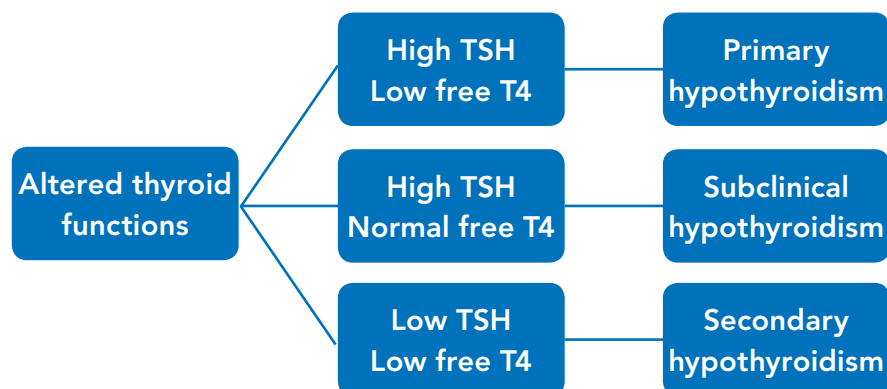 Altered thyroid
functions
High TSH
Low free T4
Primary
hypothyroidism
High TSH
Normal free T4
Subclinical
hypothyroidism
Low TSH
Low free T4
Secondary
hypothyroidism